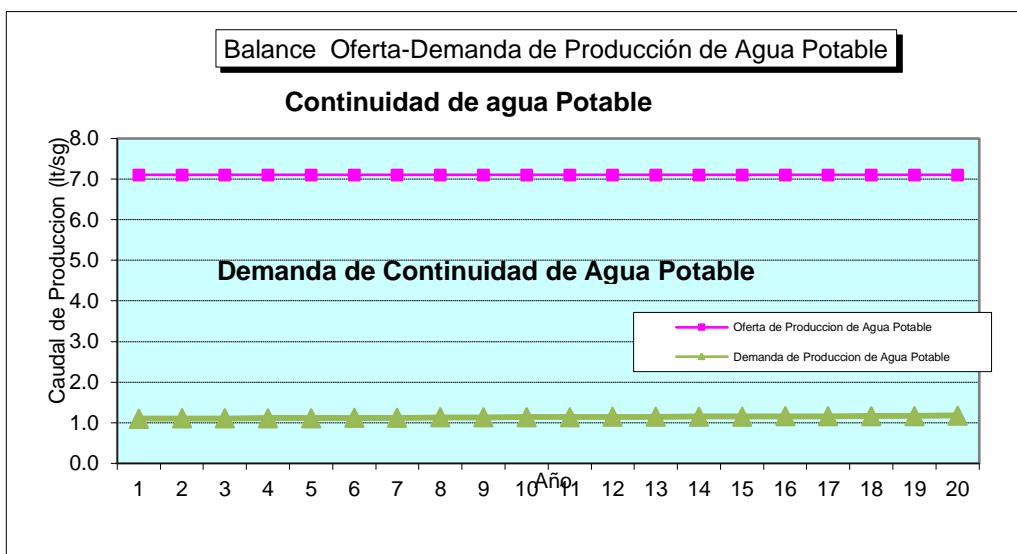 Balance  Oferta-Demanda de Producción de Agua Potable
Continuidad de agua Potable
Caudal de Produccion (lt/sg)
8.0
7.0
6.0
5.0
4.0
3.0
2.0
1.0
0.0
Demanda de Continuidad de Agua Potable
Oferta de Produccion de Agua Potable
Demanda de Produccion de Agua Potable
Año
1 2 3 4 5 6 7 8 9 10 11 12 13 14 15 16 17 18 19 20